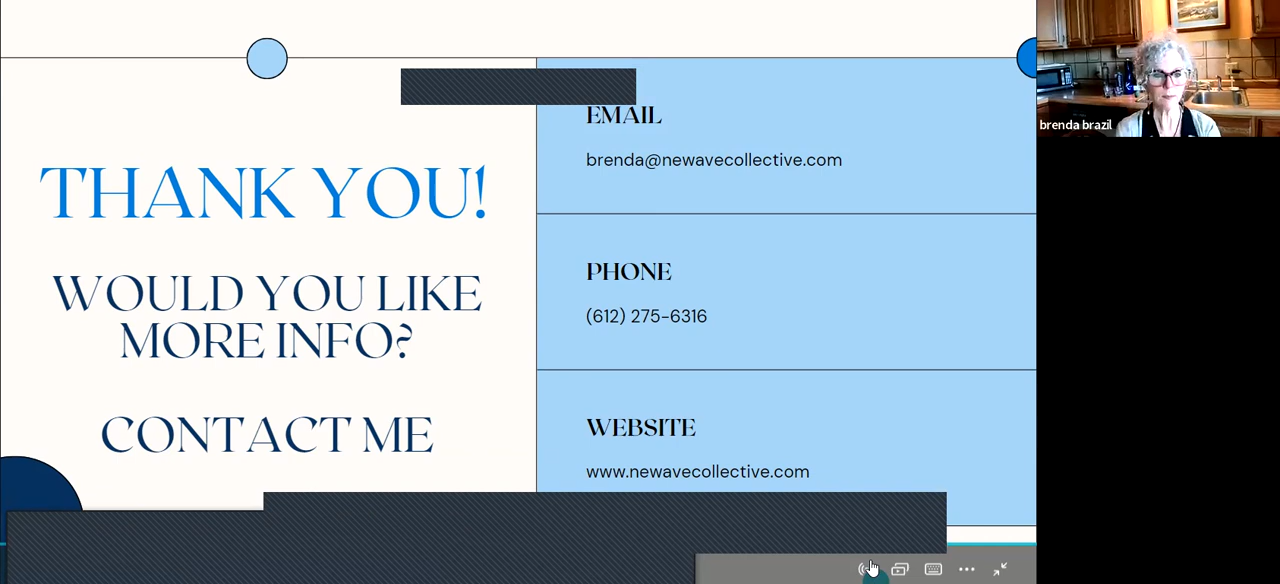 THANK YOU!
WOULD YOU LIKE
MORE INFO?
CONTACT ME
EMAIL
brenda@newavecollective.com
PHONE
(612) 275-6316
WEBSITE
www.newavecollective.com
brenda brazil